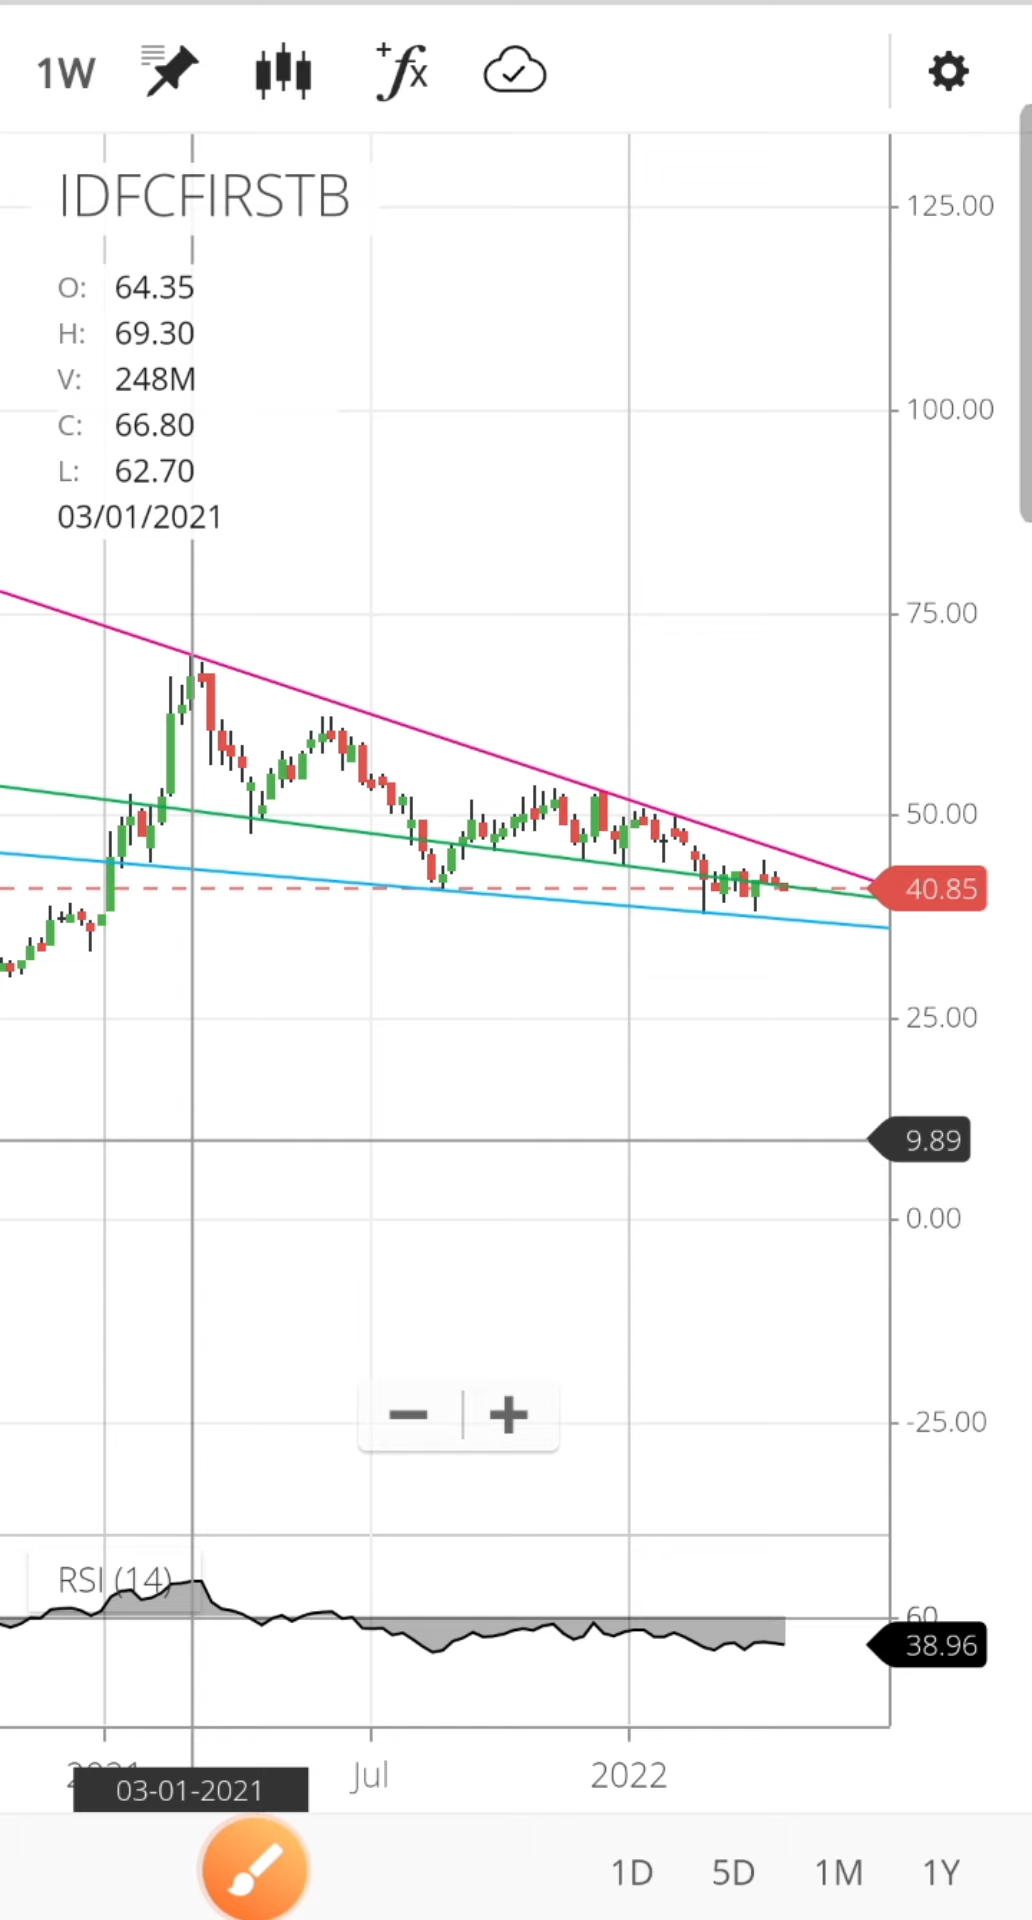 1W
+fx
IDFCFIRSTB
O: 64.35
H: 69.30
V: 248M
C: 66.80
L: 62.70
03/01/2021
125.00
100.00
75.00
50.00
40.85
25.00
9.89
0.00
-25.00
RSI (14)
60
38.96
2021 Jul 2022
03-01-2021
1D 5D 1M 1Y